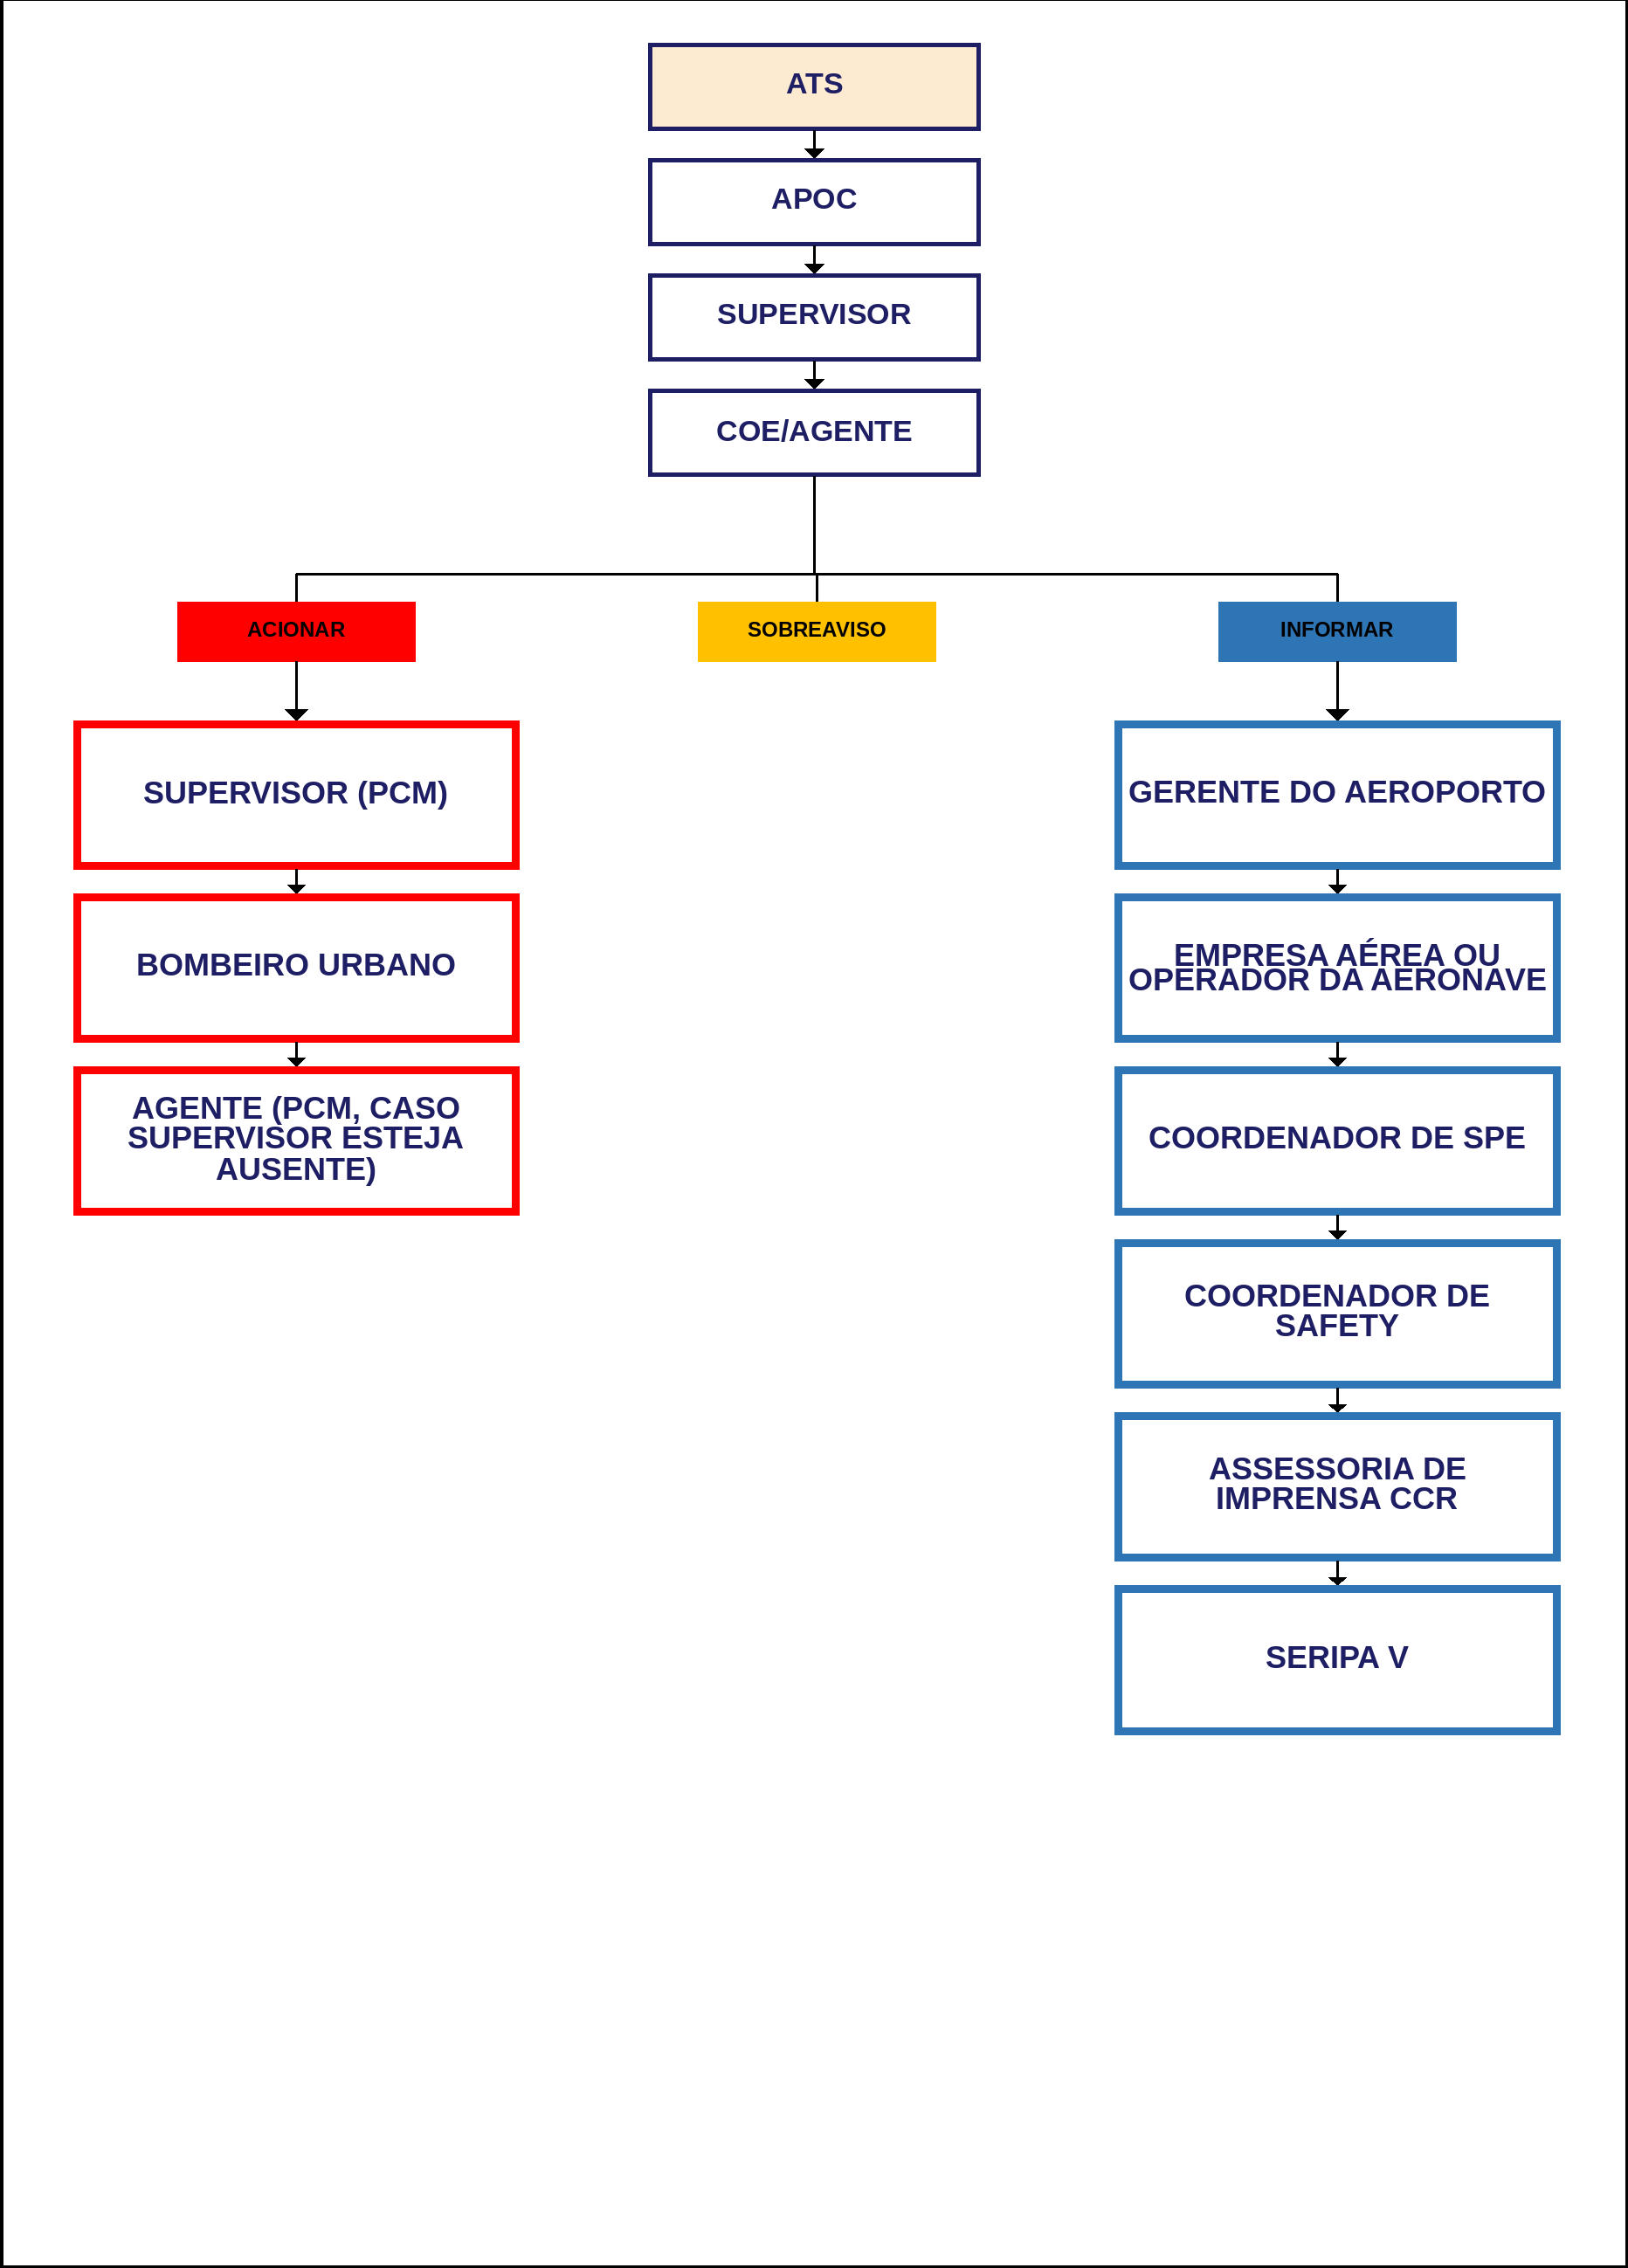 ATS
APOC
SUPERVISOR
COE/AGENTE
ACIONAR
SOBREAVISO
INFORMAR
SUPERVISOR (PCM)
BOMBEIRO URBANO
AGENTE (PCM, CASO
SUPERVISOR ESTEJA
AUSENTE)
GERENTE DO AEROPORTO
EMPRESA AÉREA OU
OPERADOR DA AERONAVE
COORDENADOR DE SPE
COORDENADOR DE
SAFETY
ASSESSORIA DE
IMPRENSA CCR
SERIPA V